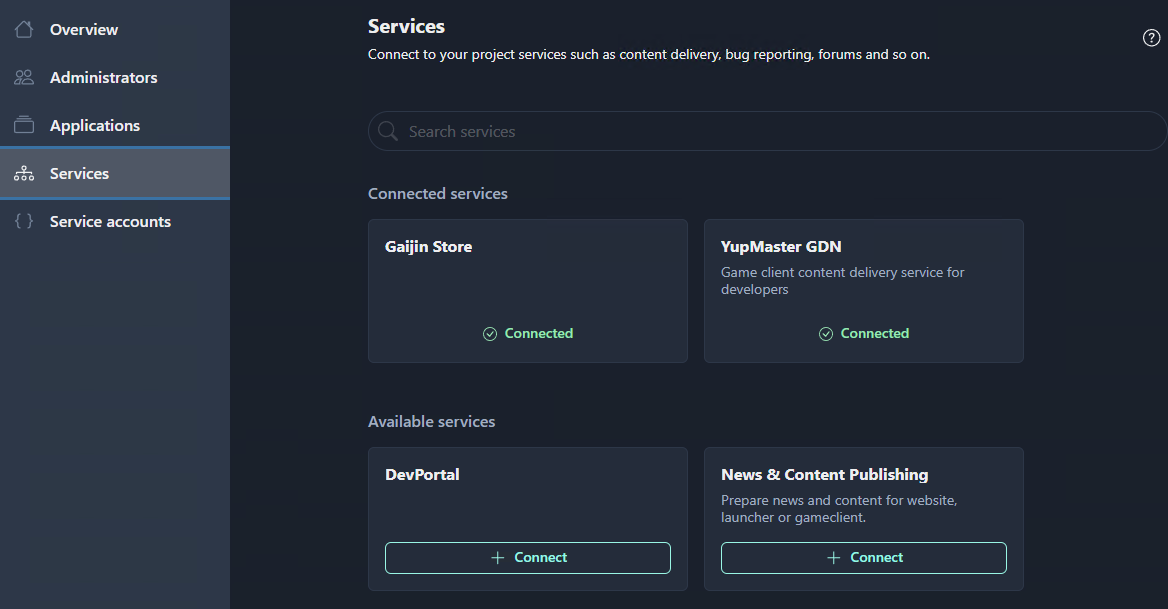 Overview
Administrators
Applications
Services
Service accounts
Services
Connect to your project services such as content delivery, bug reporting, forums and so on.
Search services
Connected services
Gaijin Store
Connected
YupMaster GDN
Game client content delivery service for
developers
Connected
Available services
DevPortal
Connect
News & Content Publishing
Prepare news and content for website,
launcher or gameclient.
Connect